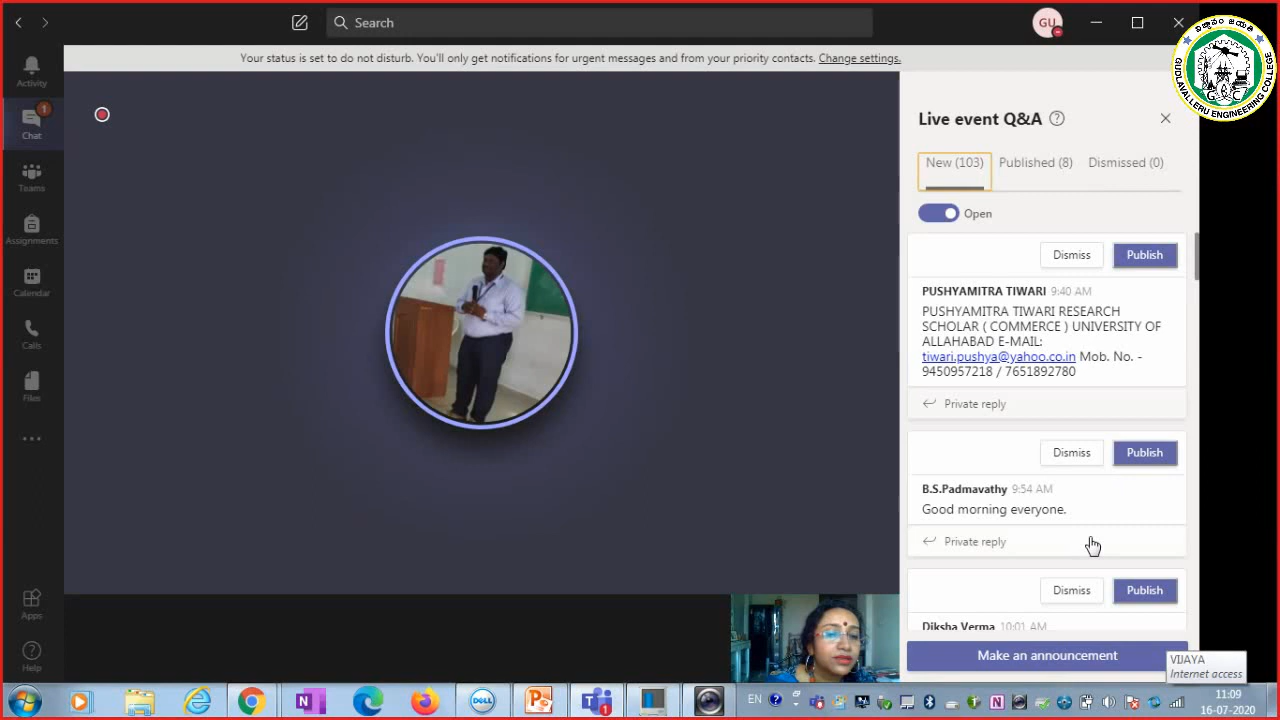 Search
GU
Your status is set to do not disturb. You'll only get notifications for urgent messages and from your priority contacts. Change settings.
Activity
1
Chat
Teams
Assignments
Calendar
Calls
Files
Apps
Help
Live event Q&A
New (103) Published (8) Dismissed (0)
Open
Dismiss Publish
PUSHYAMITRA TIWARI 9:40 AM
PUSHYAMITRA TIWARI RESEARCH
SCHOLAR ( COMMERCE ) UNIVERSITY OF
ALLAHABAD E-MAIL:
tiwari.pushya@yahoo.co.in Mob. No. -
9450957218 / 7651892780
Private reply
Dismiss Publish
B.S.Padmavathy 9:54 AM
Good morning everyone.
Private reply
Dismiss Publish
Diksha Verma 10:01 AM
Make an announcement
VIJAYA
Internet access
GUDLAVALLERU ENGINEERING COLLEGE
DELL
1
EN
11:09
16-07-2020